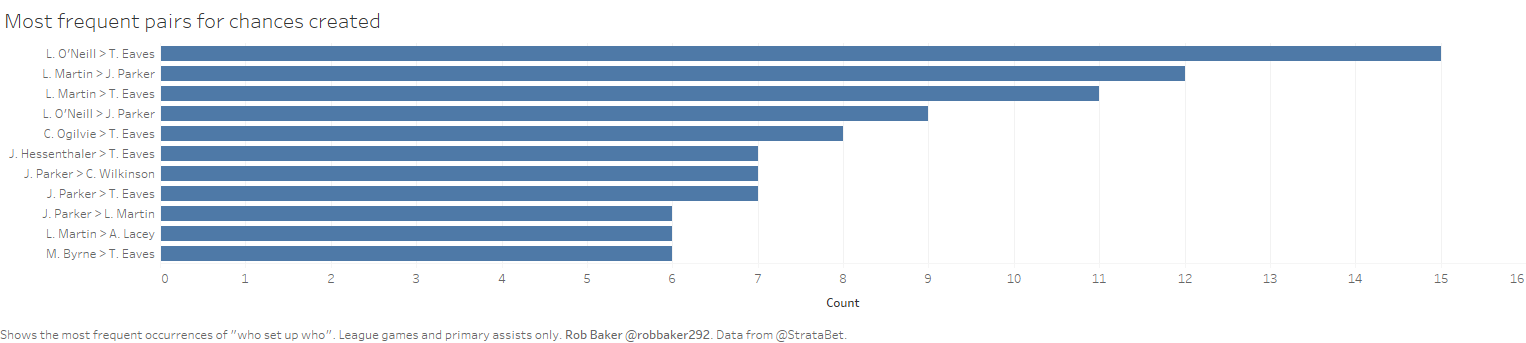 Most frequent pairs for chances created
L. O'Neill > T. Eaves
L. Martin > J. Parker
L. Martin > T. Eaves
L. O'Neill > J. Parker
C. Ogilvie > T. Eaves
J. Hessenthaler > T. Eaves
J. Parker > C. Wilkinson
J. Parker > T. Eaves
J. Parker > L. Martin
L. Martin > A. Lacey
M. Byrne > T. Eaves
0 1 2 3 4 5 6 7 8 9 10 11 12 13 14 15 16
Count
Shows the most frequent occurrences of "who set up who". League games and primary assists only. Rob Baker @robbaker292. Data from @StrataBet.